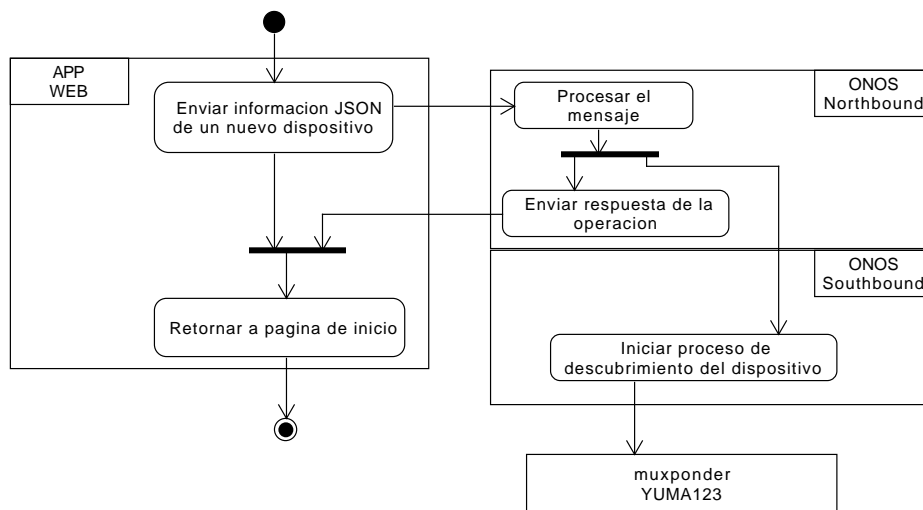 APP
WEB
Enviar informacion JSON
de un nuevo dispositivo
Procesar el
mensaje
ONOS
Northbound
Enviar respuesta de la
operacion
ONOS
Southbound
Retornar a pagina de inicio
Iniciar proceso de
descubrimiento del dispositivo
muxponder
YUMA123